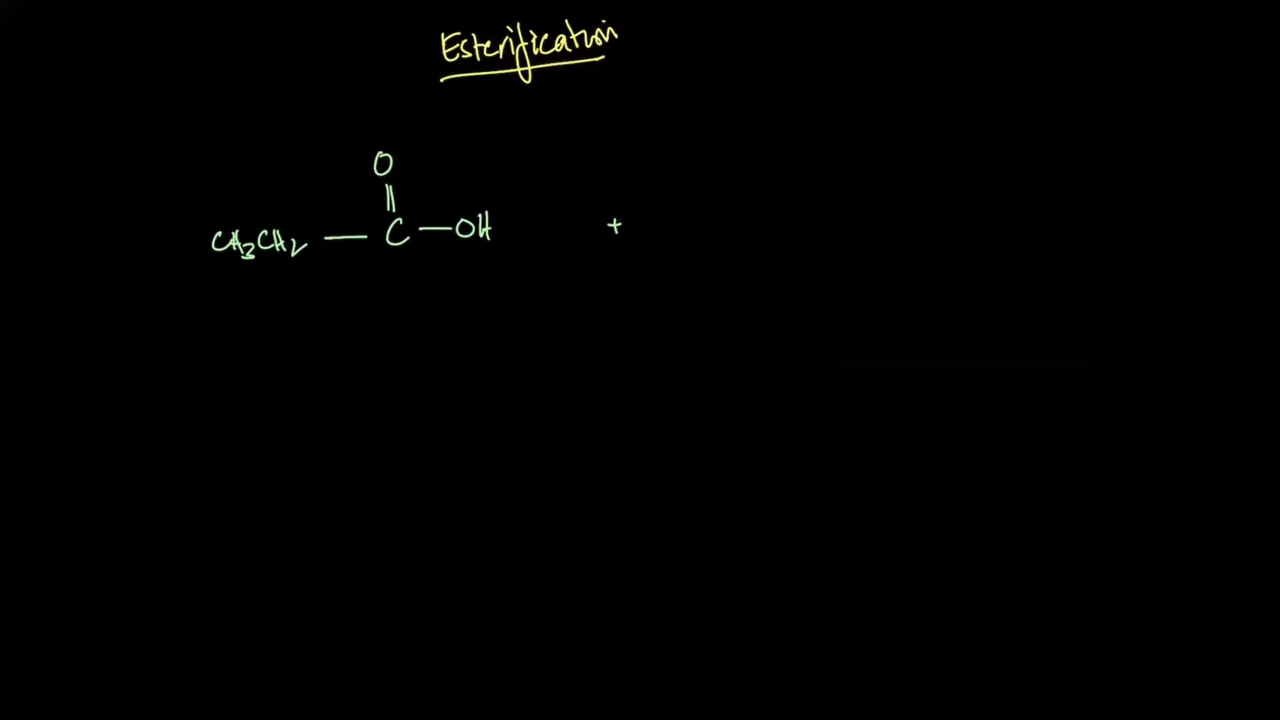 Esterification
O
||
CH₃CH₂ — C — OH +